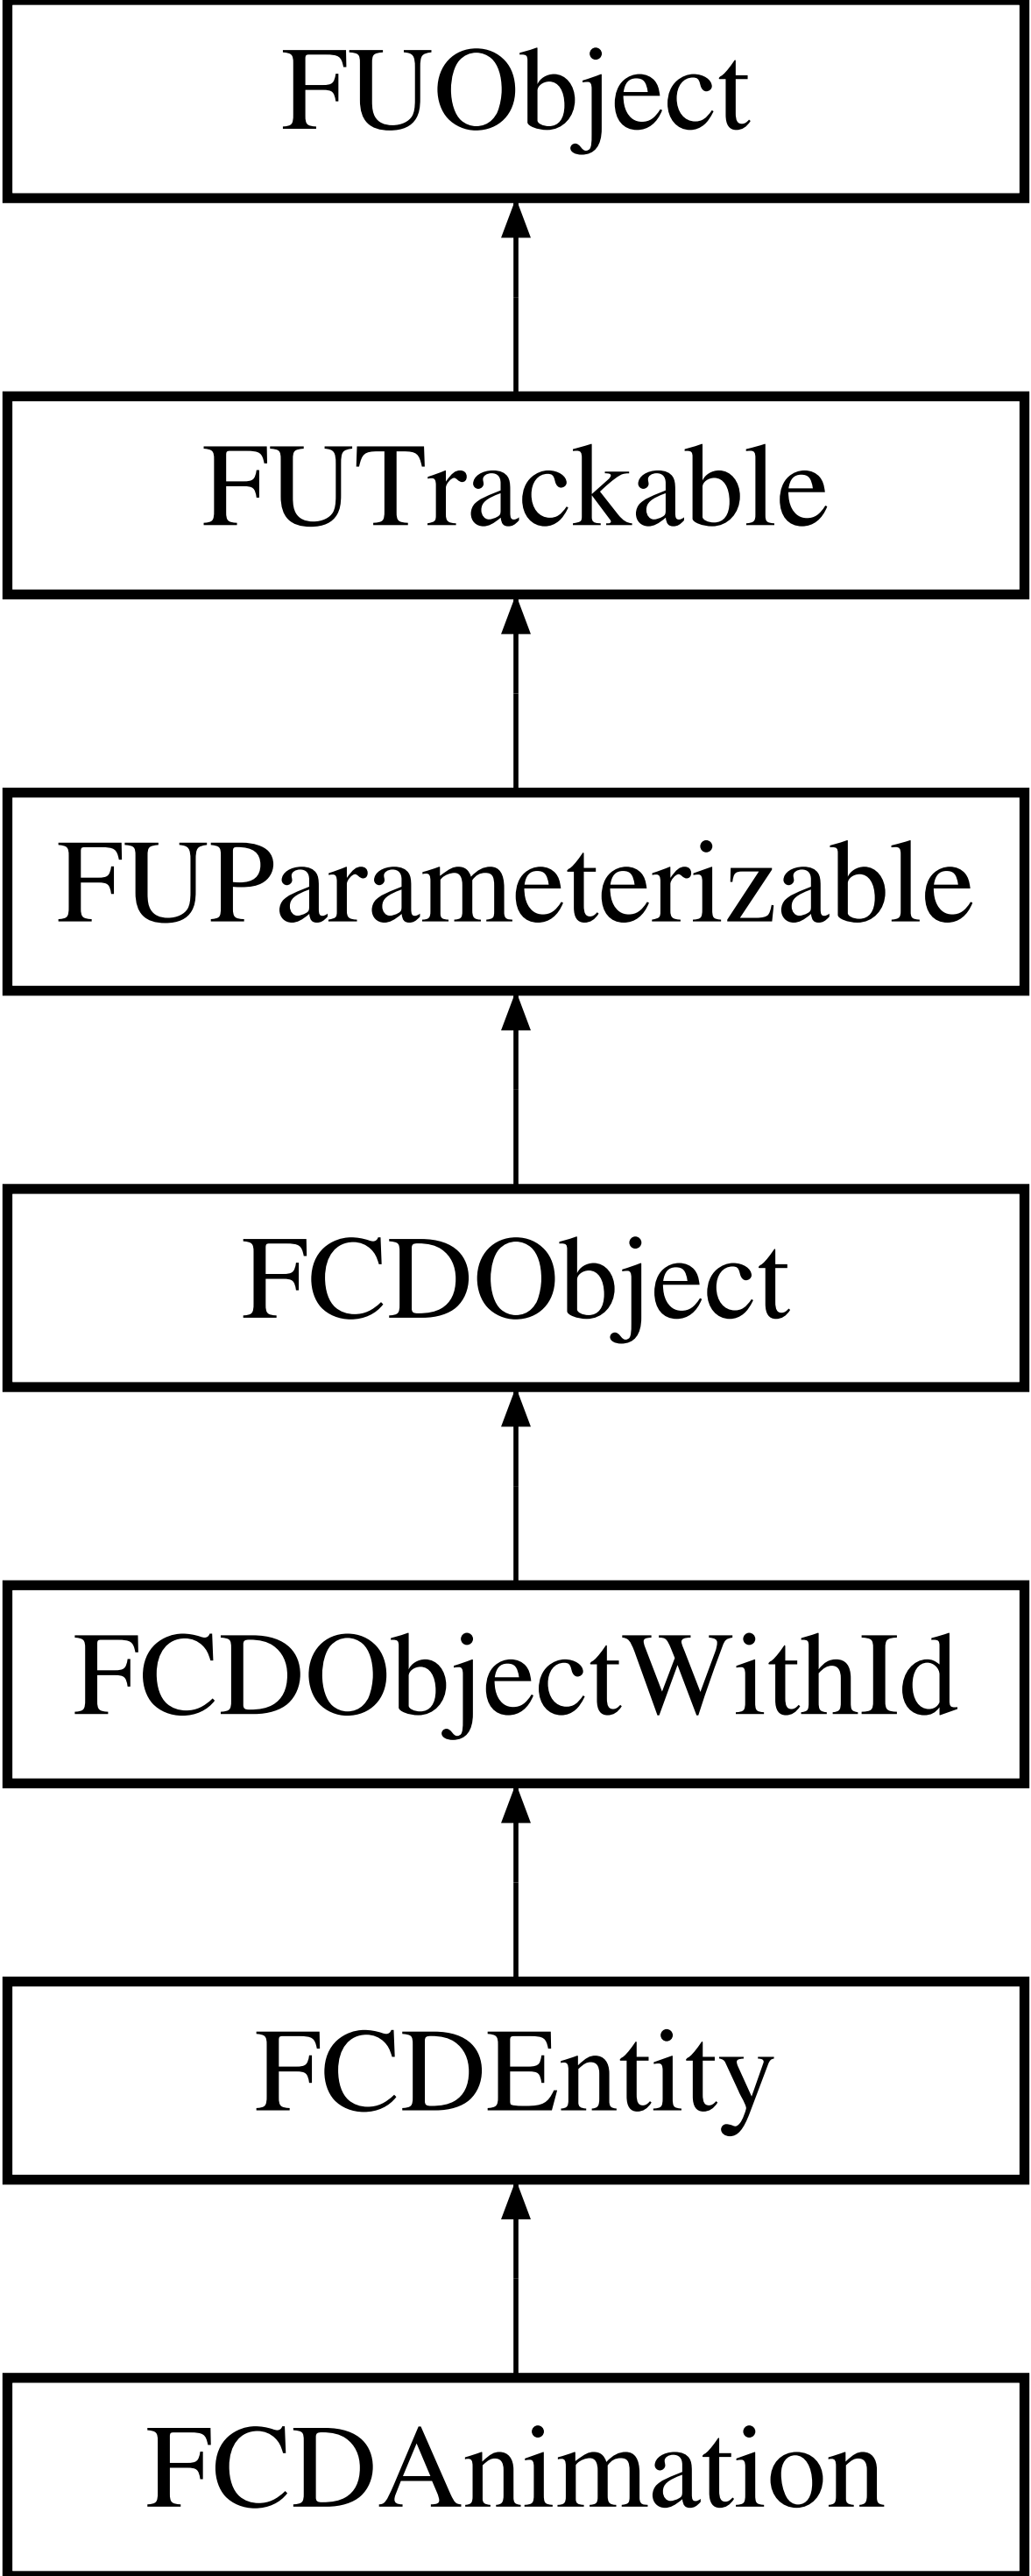 FUObject
FUTrackable
FUParameterizable
FCDObject
FCDObjectWithId
FCDEntity
FCDAnimation